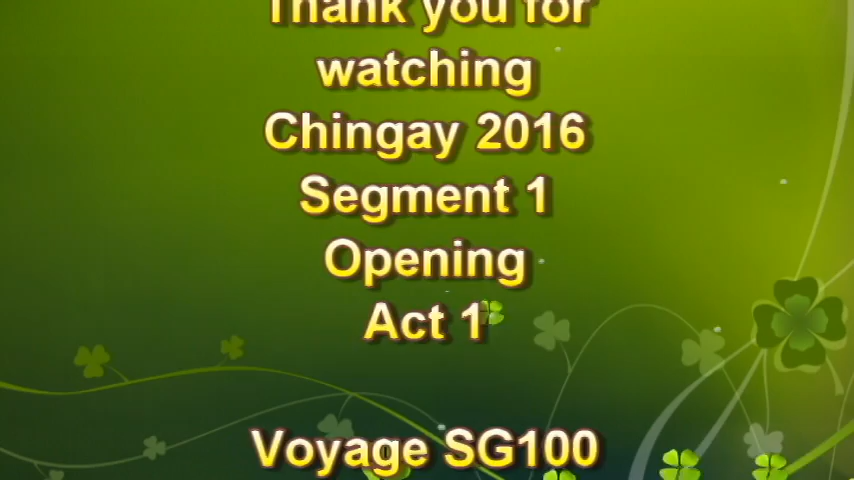 Thank you for
watching
Chingay 2016
Segment 1
Opening
Act 1
Voyage SG100